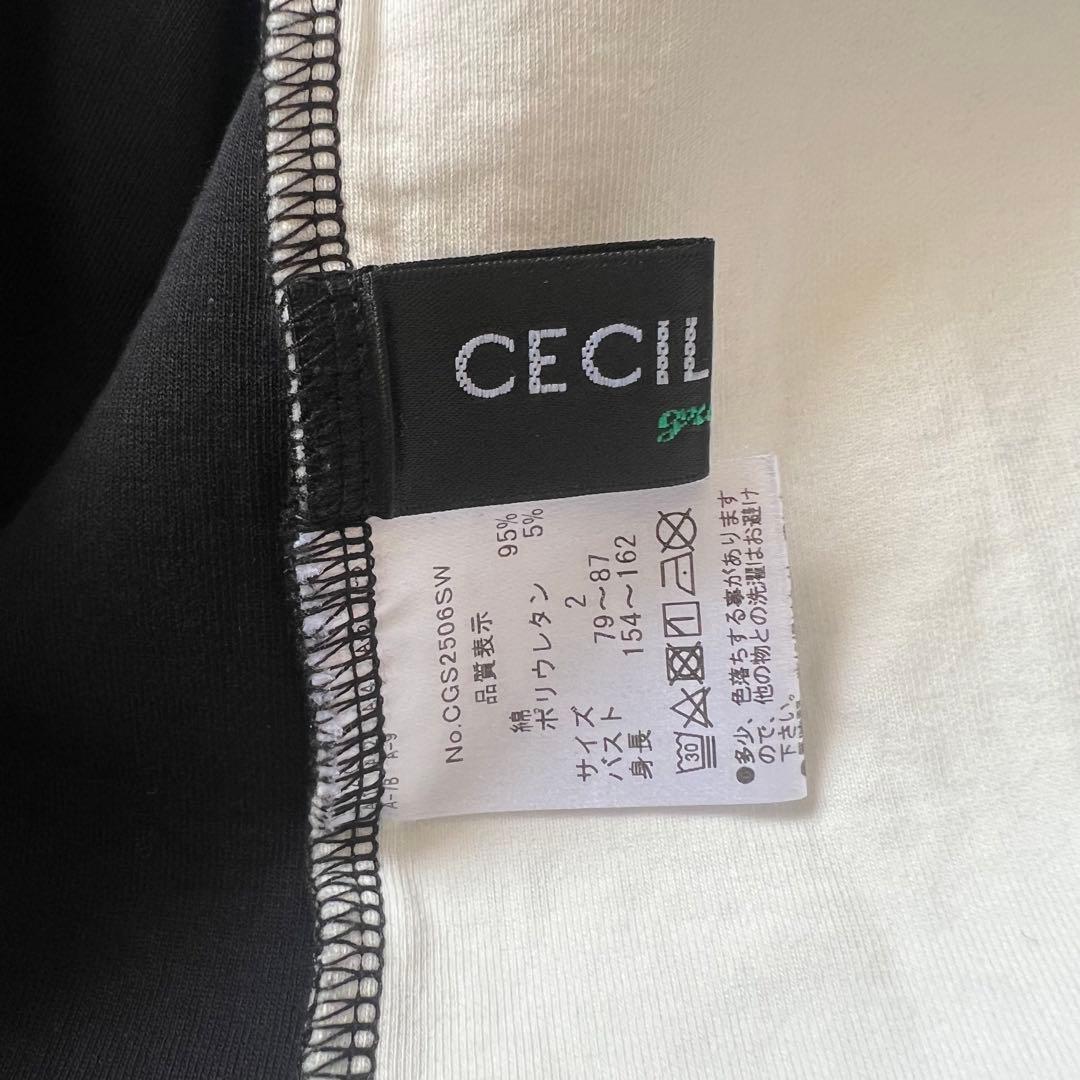 CECIL
No.CGS2506SW
品質表示
綿 95%
ポリウレタン 5%
サイズ 2
バスト 79〜87
身長 154〜162
30
●多少、色落ちする事があります
ので、他の物との洗濯はお避け
下さい。
A-7B A-9